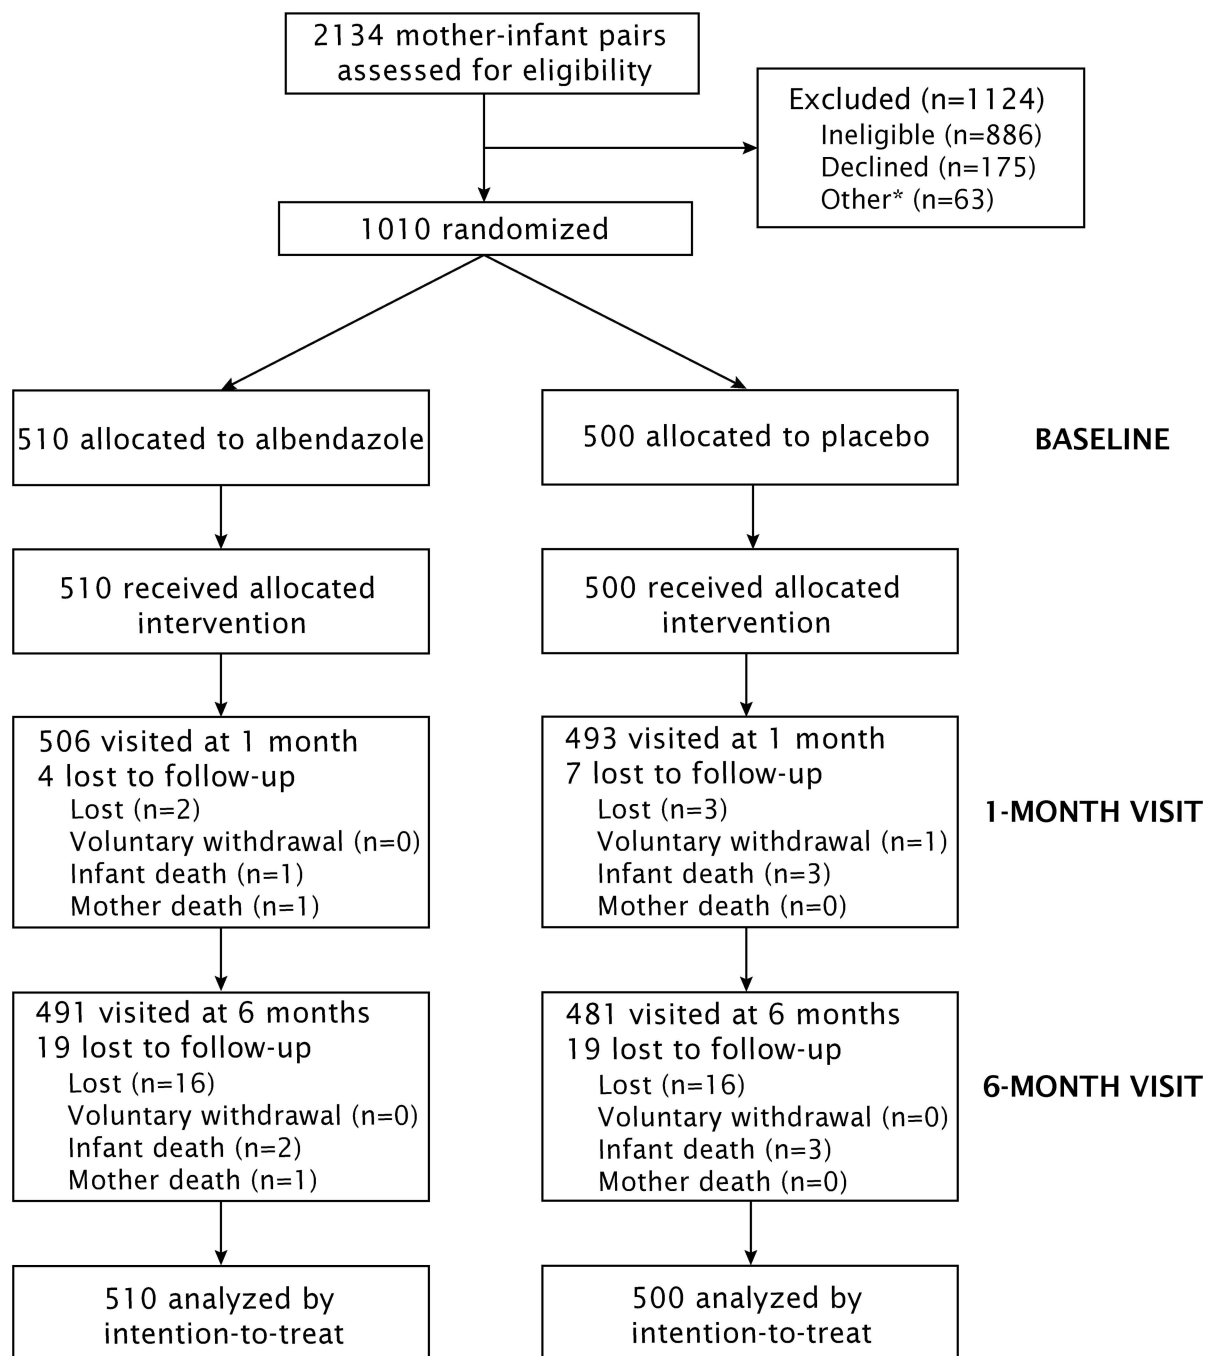 2134 mother-infant pairs
assessed for eligibility
Excluded (n=1124)
Ineligible (n=886)
Declined (n=175)
Other* (n=63)
1010 randomized
510 allocated to albendazole
500 allocated to placebo
BASELINE
510 received allocated
intervention
500 received allocated
intervention
506 visited at 1 month
4 lost to follow-up
Lost (n=2)
Voluntary withdrawal (n=0)
Infant death (n=1)
Mother death (n=1)
493 visited at 1 month
7 lost to follow-up
Lost (n=3)
Voluntary withdrawal (n=1)
Infant death (n=3)
Mother death (n=0)
1-MONTH VISIT
491 visited at 6 months
19 lost to follow-up
Lost (n=16)
Voluntary withdrawal (n=0)
Infant death (n=2)
Mother death (n=1)
481 visited at 6 months
19 lost to follow-up
Lost (n=16)
Voluntary withdrawal (n=0)
Infant death (n=3)
Mother death (n=0)
6-MONTH VISIT
510 analyzed by
intention-to-treat
500 analyzed by
intention-to-treat